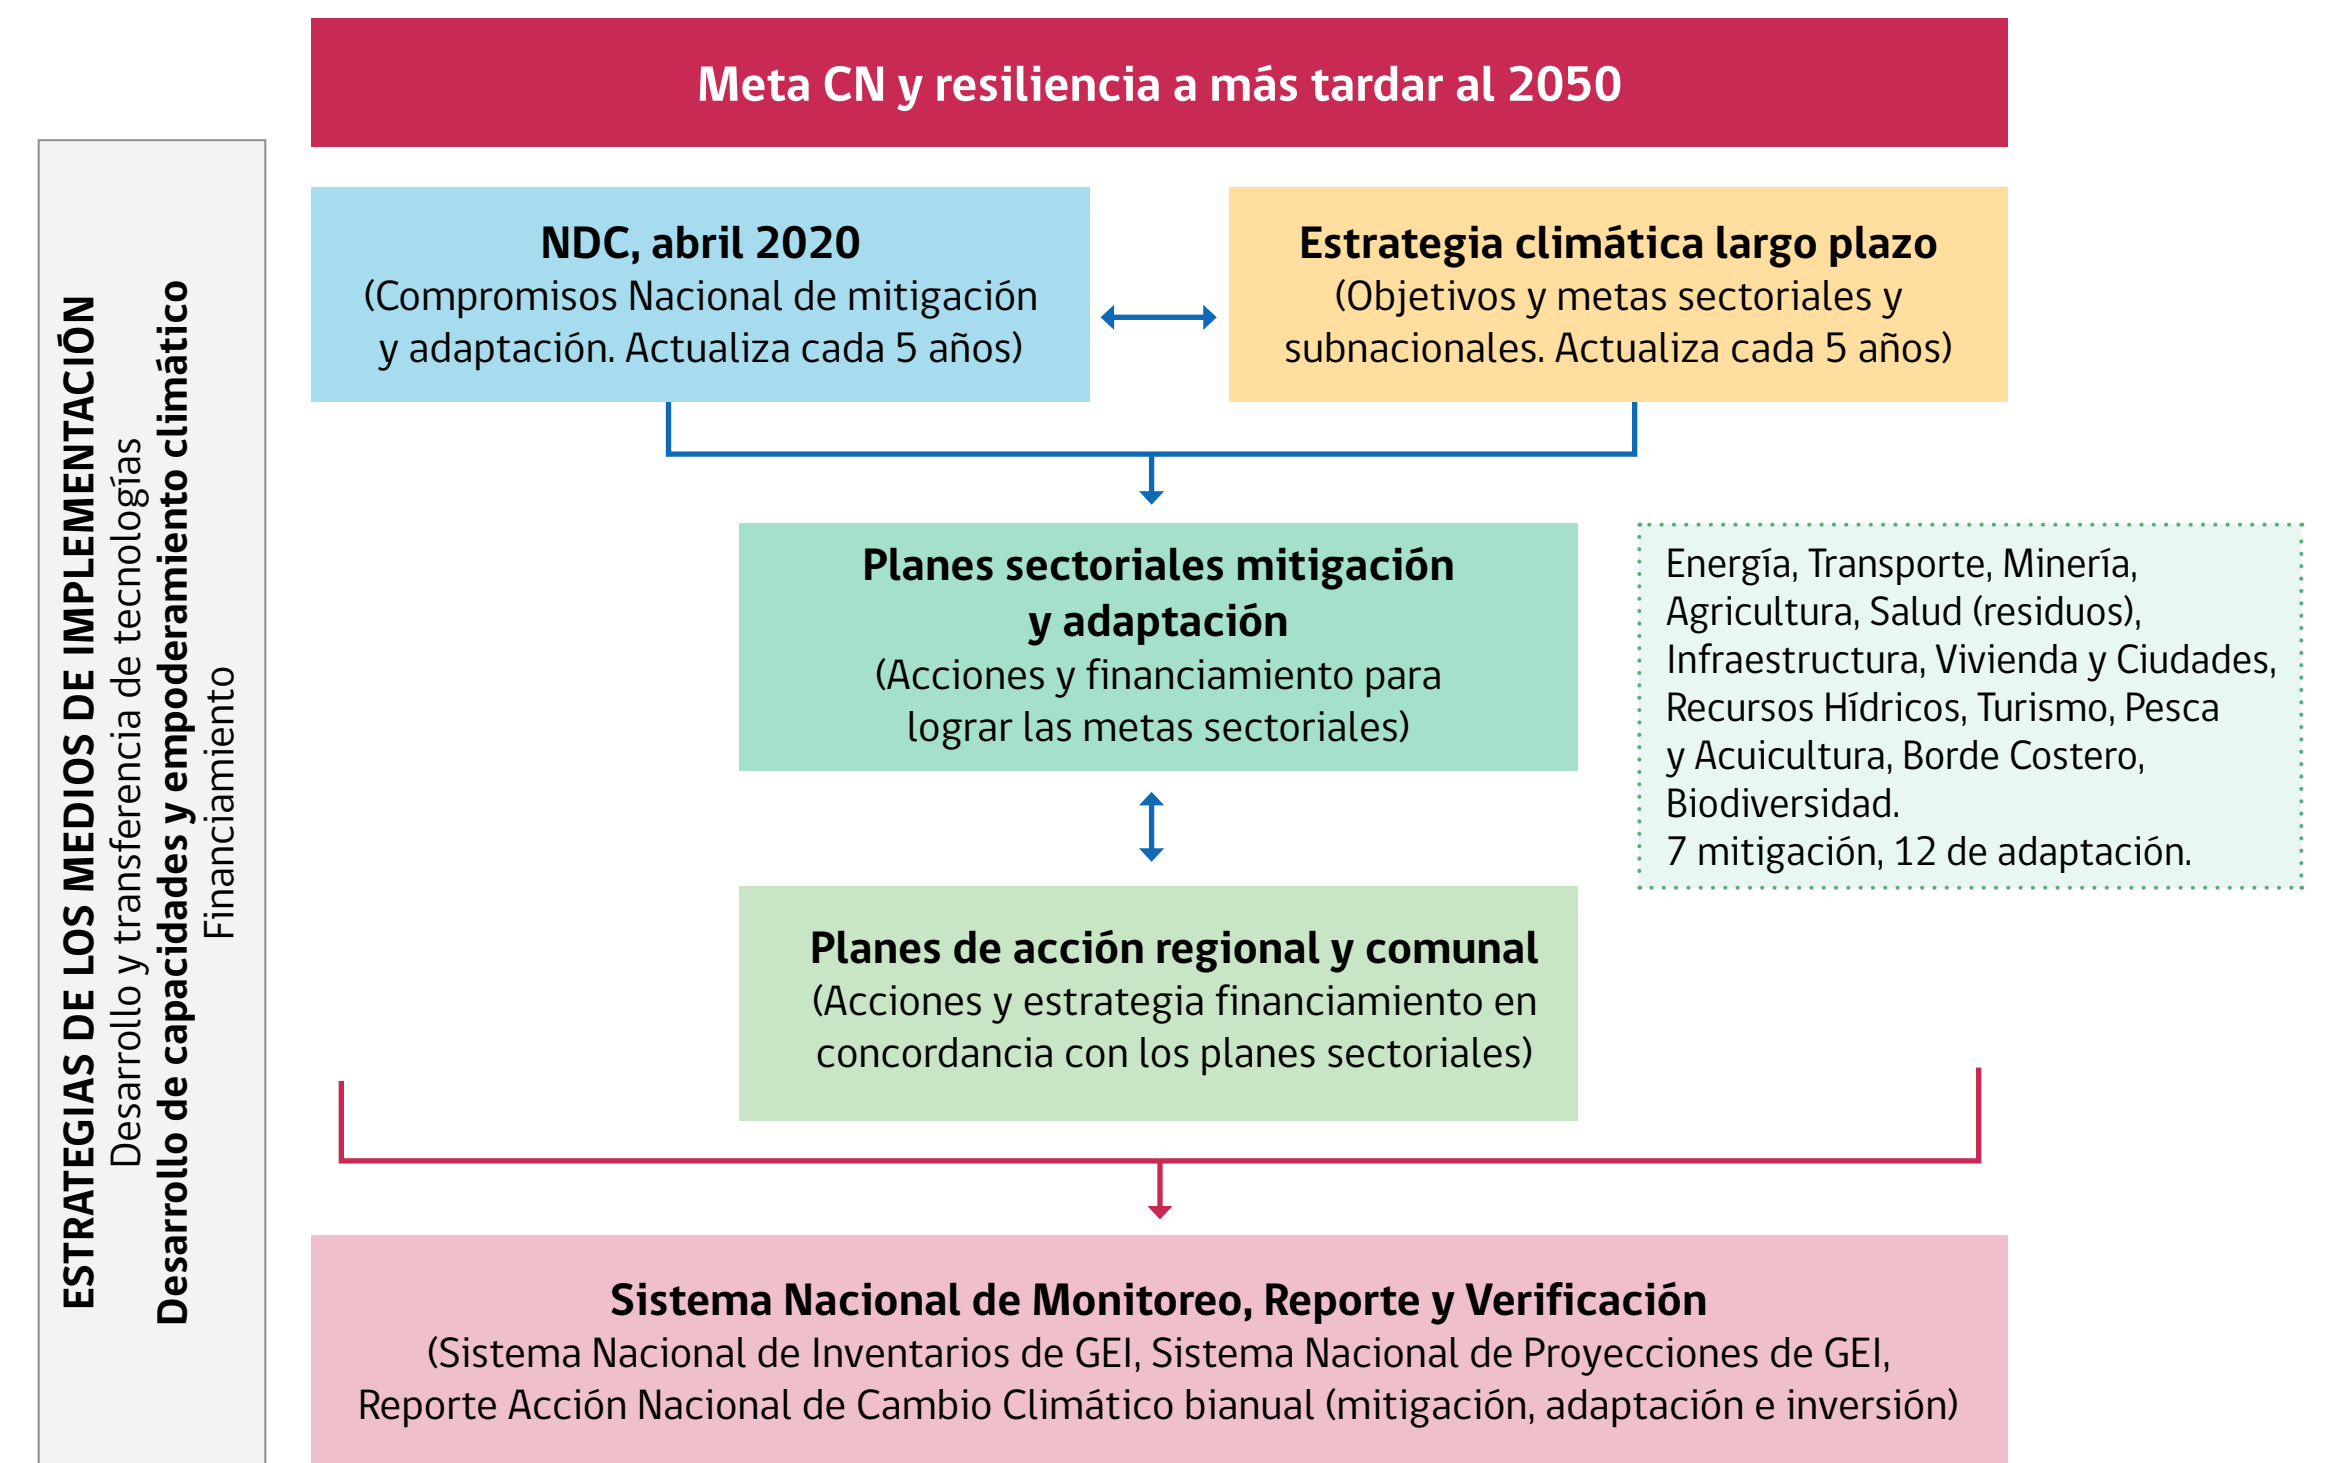 Meta CN y resiliencia a más tardar al 2050
ESTRATEGIAS DE LOS MEDIOS DE IMPLEMENTACIÓN
Desarrollo y transferencia de tecnologías
Desarrollo de capacidades y empoderamiento climático
Financiamiento
NDC, abril 2020
(Compromisos Nacional de mitigación
y adaptación. Actualiza cada 5 años)
Estrategia climática largo plazo
(Objetivos y metas sectoriales y
subnacionales. Actualiza cada 5 años)
Planes sectoriales mitigación
y adaptación
(Acciones y financiamiento para
lograr las metas sectoriales)
Energía, Transporte, Minería,
Agricultura, Salud (residuos),
Infraestructura, Vivienda y Ciudades,
Recursos Hídricos, Turismo, Pesca
y Acuicultura, Borde Costero,
Biodiversidad.
7 mitigación, 12 de adaptación.
Planes de acción regional y comunal
(Acciones y estrategia financiamiento en
concordancia con los planes sectoriales)
Sistema Nacional de Monitoreo, Reporte y Verificación
(Sistema Nacional de Inventarios de GEI, Sistema Nacional de Proyecciones de GEI,
Reporte Acción Nacional de Cambio Climático bianual (mitigación, adaptación e inversión)